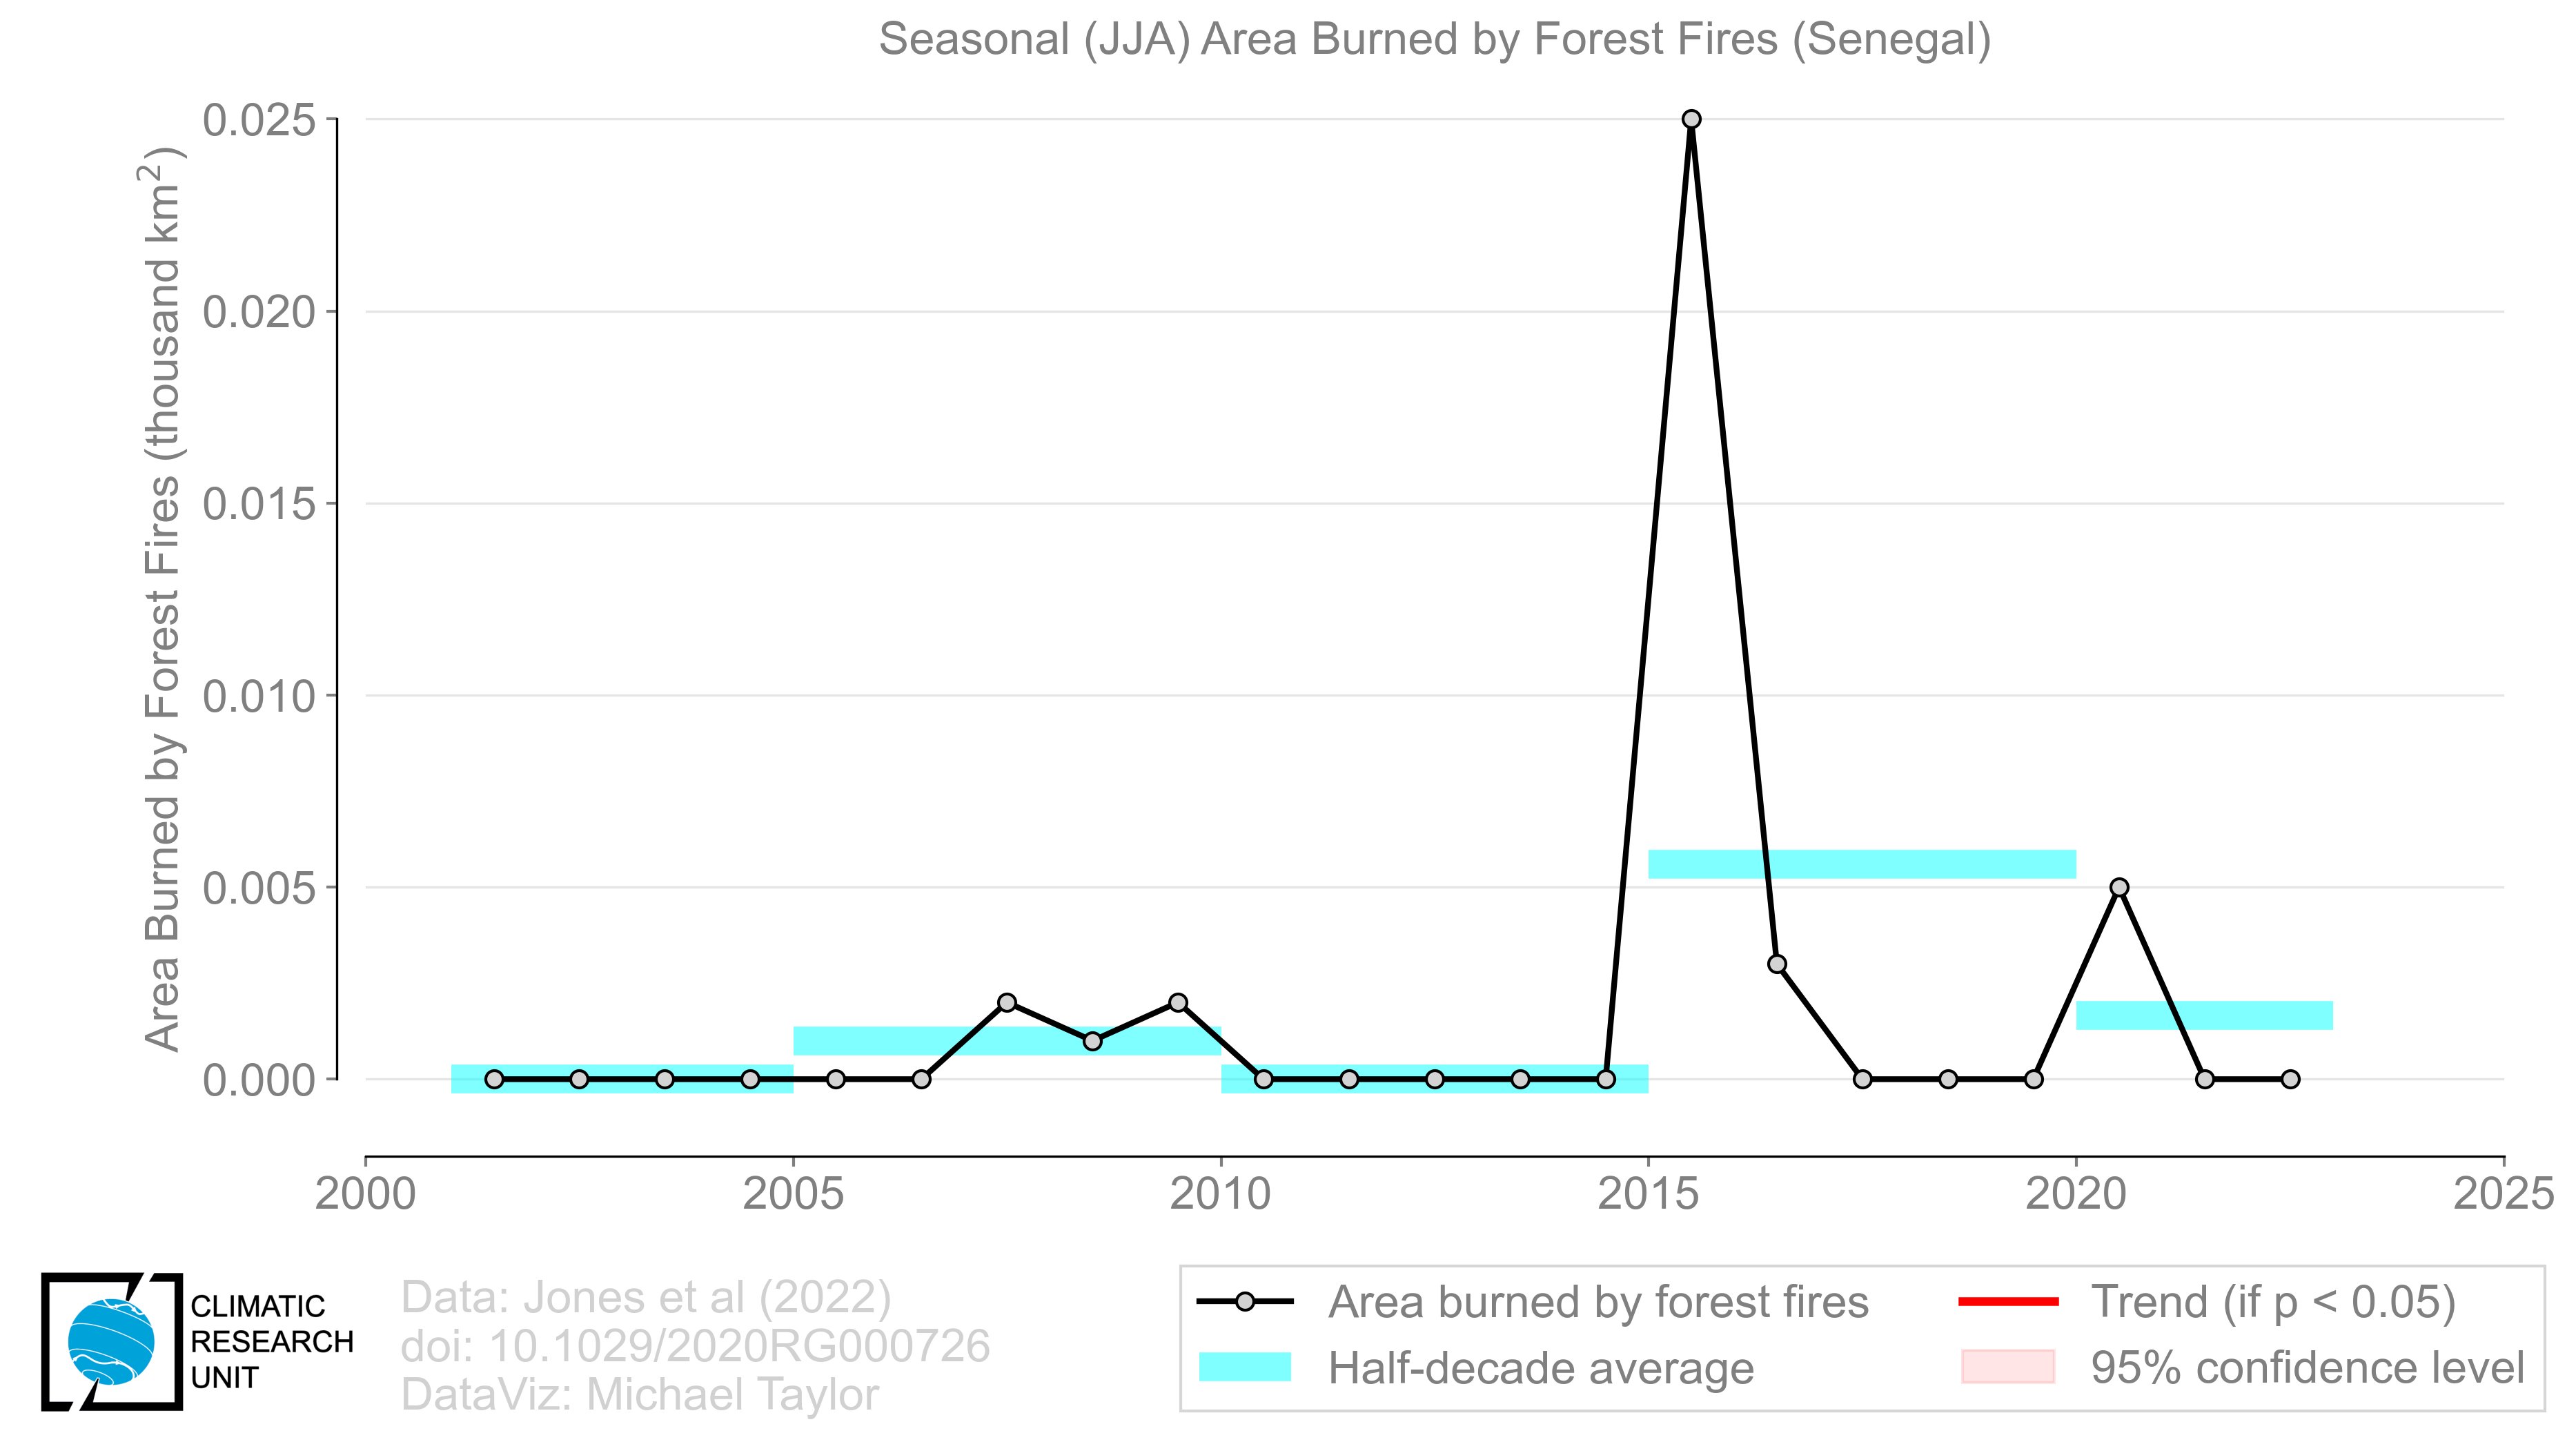 Seasonal (JJA) Area Burned by Forest Fires (Senegal)
Area Burned by Forest Fires (thousand km²)
0.025
0.020
0.015
0.010
0.005
0.000
2000 2005 2010 2015 2020 2025
CLIMATIC
RESEARCH
UNIT
Data: Jones et al (2022)
doi: 10.1029/2020RG000726
DataViz: Michael Taylor
Area burned by forest fires
Half-decade average
Trend (if p < 0.05)
95% confidence level